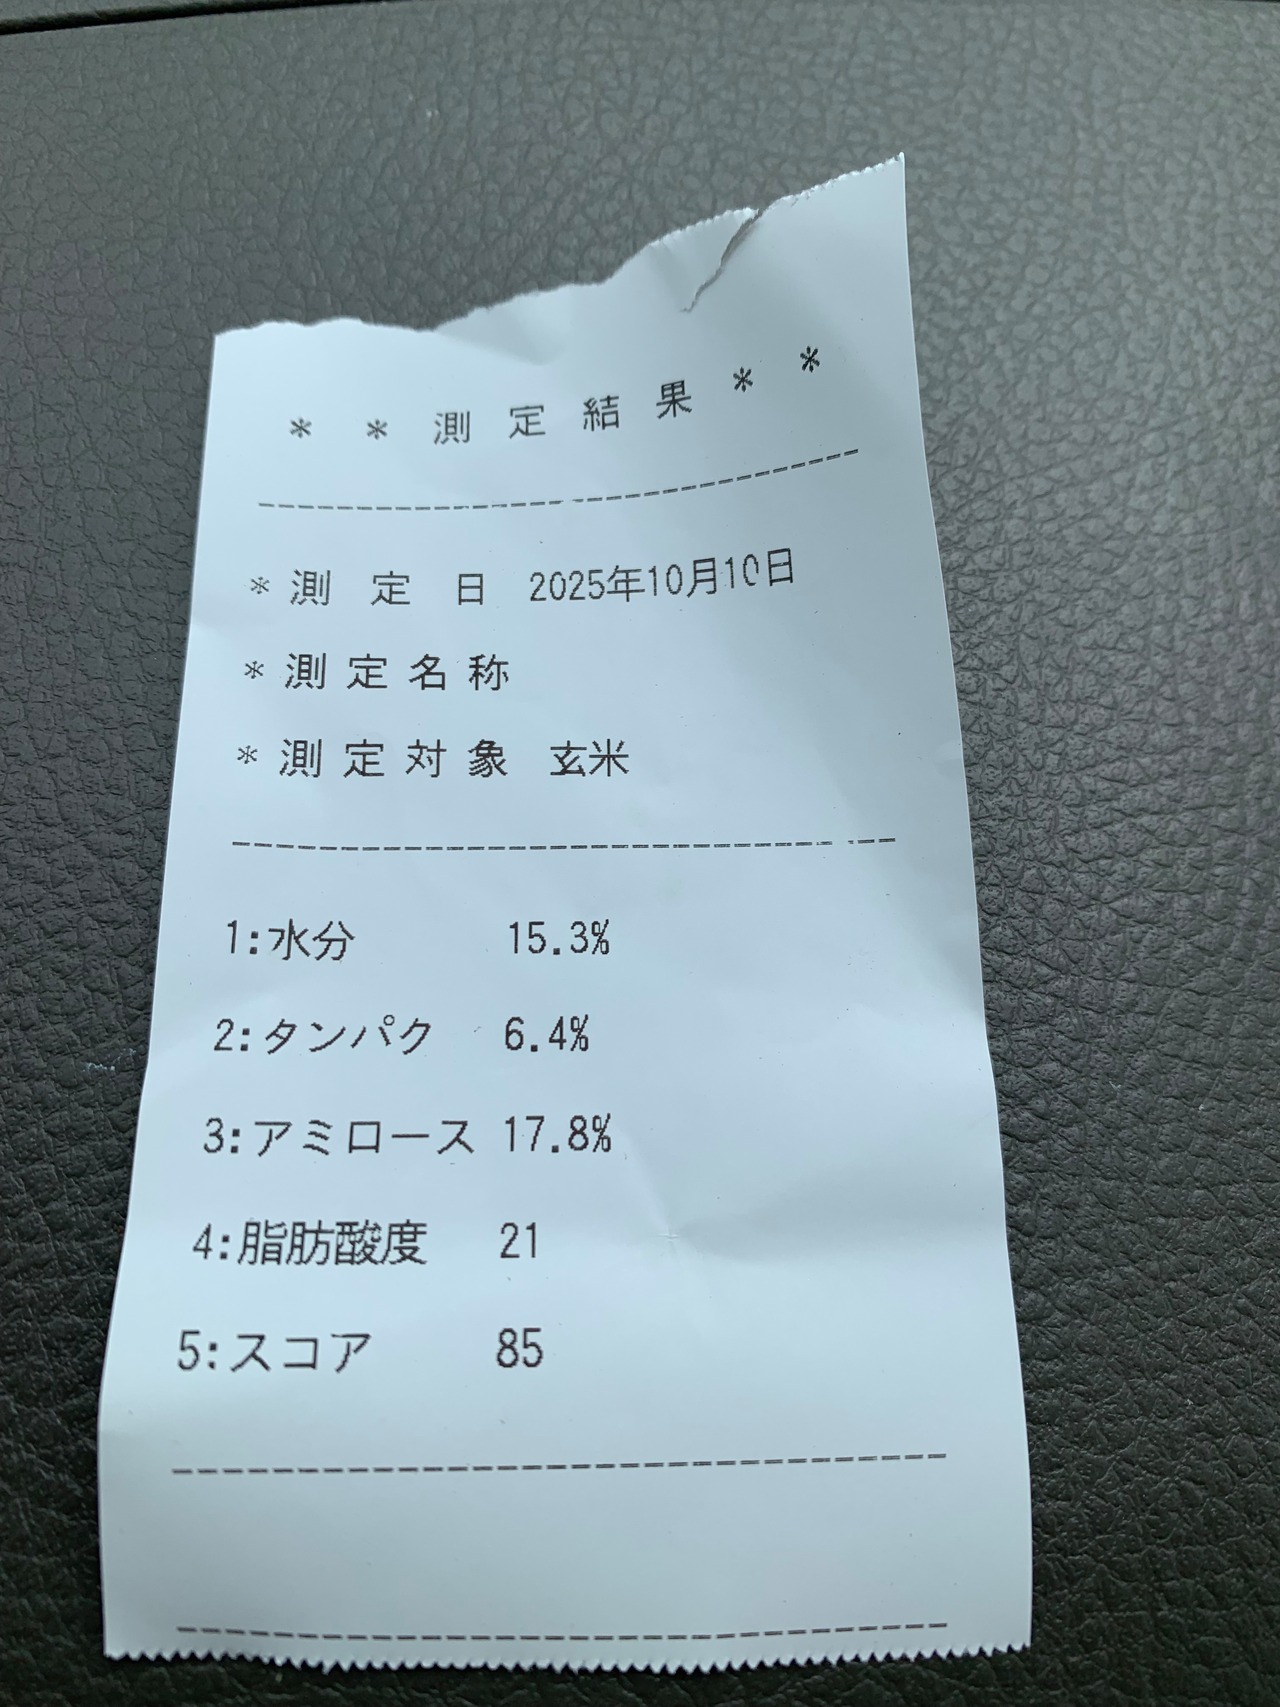 ＊＊測定結果＊＊
＊測定日 2025年10月10日
＊測定名称
＊測定対象 玄米
1:水分 15.3%
2:タンパク 6.4%
3:アミロース 17.8%
4:脂肪酸度 21
5:スコア 85